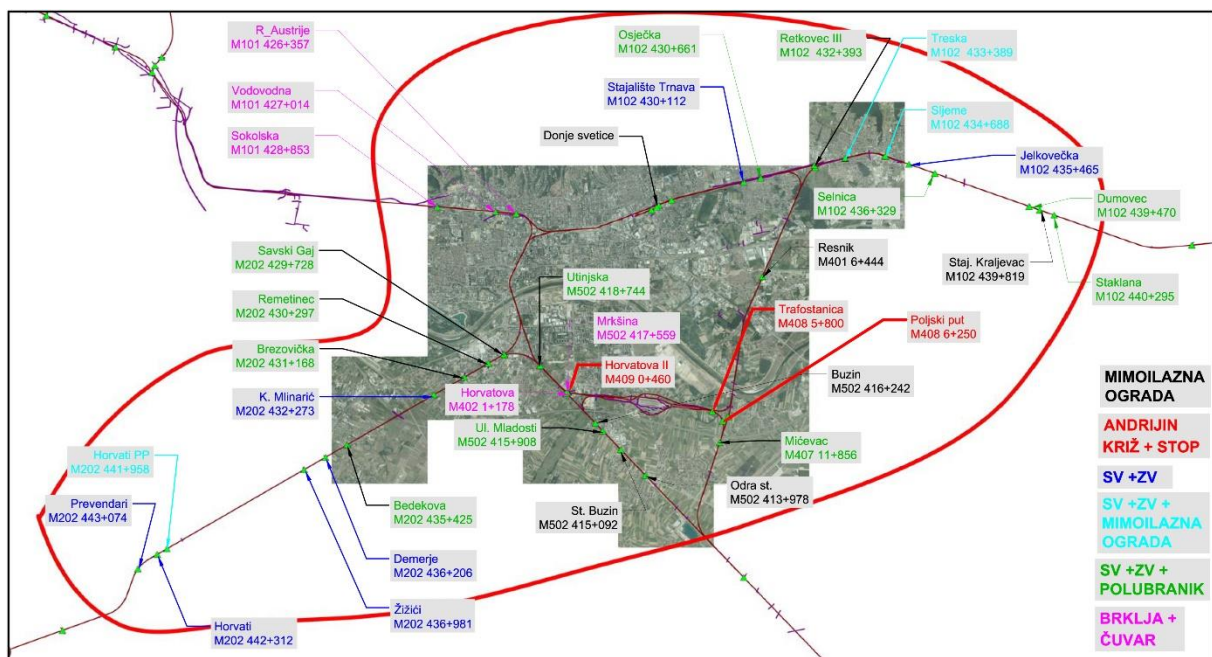 R_Austrije
M101 426+357
Vodovodna
M101 427+014
Sokolska
M101 428+853
Osječka
M102 430+661
Stajalište Trnava
M102 430+112
Donje svetice
Retkovec III
M102 432+393
Treska
M102 433+389
Sljeme
M102 434+688
Jelkovečka
M102 435+465
Selnica
M102 436+329
Dumovec
M102 439+470
Resnik
M401 6+444
Staj. Kraljevac
M102 439+819
Staklana
M102 440+295
Savski Gaj
M202 429+728
Utinjska
M502 418+744
Remetinec
M202 430+297
Mrkšina
M502 417+559
Trafostanica
M408 5+800
Poljski put
M408 6+250
Brezovička
M202 431+168
Horvatova II
M409 0+460
Buzin
M502 416+242
K. Mlinarić
M202 432+273
Horvatova
M402 1+178
Ul. Mladosti
M502 415+908
Mićevac
M407 11+856
Horvati PP
M202 441+958
Prevendari
M202 443+074
Bedekova
M202 435+425
St. Buzin
M502 415+092
Odra st.
M502 413+978
Demerje
M202 436+206
Žižići
M202 436+981
Horvati
M202 442+312
MIMOILAZNA
OGRADA
ANDRIJIN
KRIŽ + STOP
SV +ZV
SV +ZV +
MIMOILAZNA
OGRADA
SV +ZV +
POLUBRANIK
BRKLJA +
ČUVAR